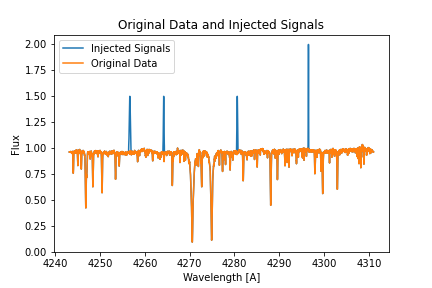 Original Data and Injected Signals
Injected Signals
Original Data
2.00
1.75
1.50
1.25
1.00
0.75
0.50
0.25
0.00
Flux
4240 4250 4260 4270 4280 4290 4300 4310
Wavelength [A]